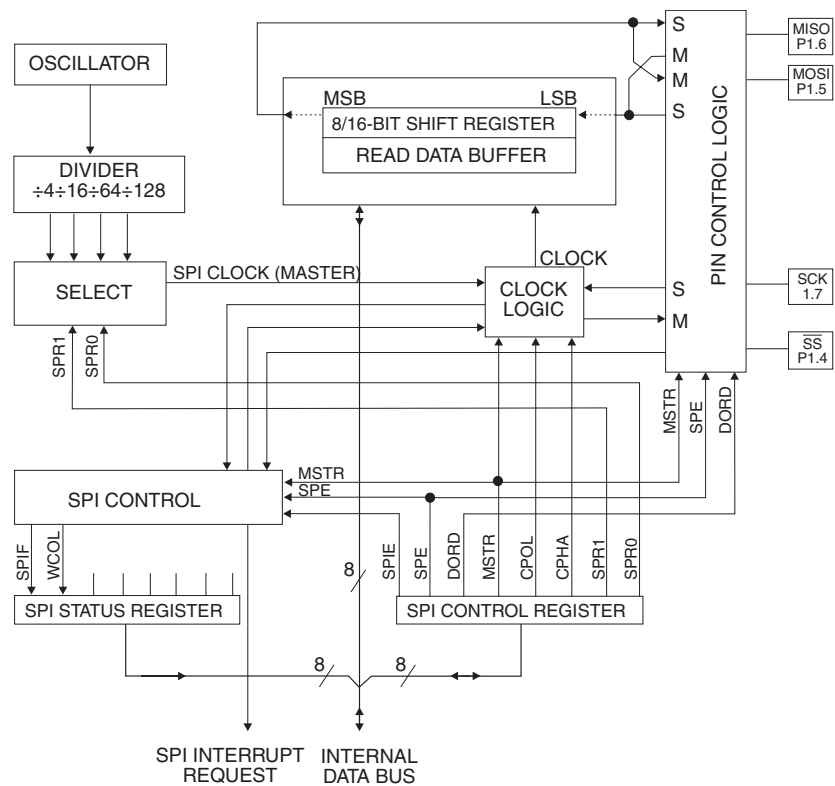 OSCILLATOR
DIVIDER
÷4÷16÷64÷128
SELECT
SPR1
SPR0
SPI CLOCK (MASTER)
MSB
LSB
8/16-BIT SHIFT REGISTER
READ DATA BUFFER
CLOCK
CLOCK
LOGIC
S
M
M
S
S
M
PIN CONTROL LOGIC
MISO
P1.6
MOSI
P1.5
SCK
1.7
SS
P1.4
MSTR
SPE
DORD
SPI CONTROL
MSTR
SPE
SPIF
WCOL
SPI STATUS REGISTER
SPIE
SPE
DORD
MSTR
CPOL
CPHA
SPR1
SPR0
SPI CONTROL REGISTER
8
8
8
SPI INTERRUPT
REQUEST
INTERNAL
DATA BUS